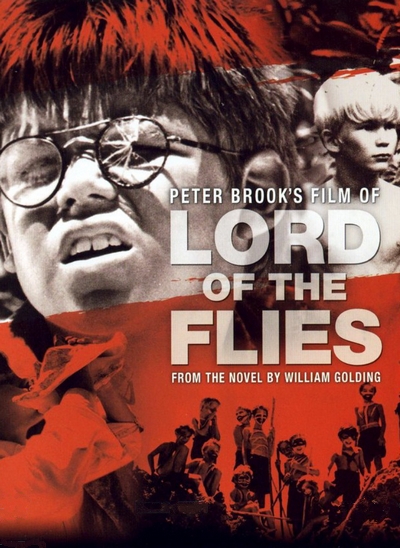 PETER BROOK'S FILM OF
LORD
OF THE
FLIES
FROM THE NOVEL BY WILLIAM GOLDING